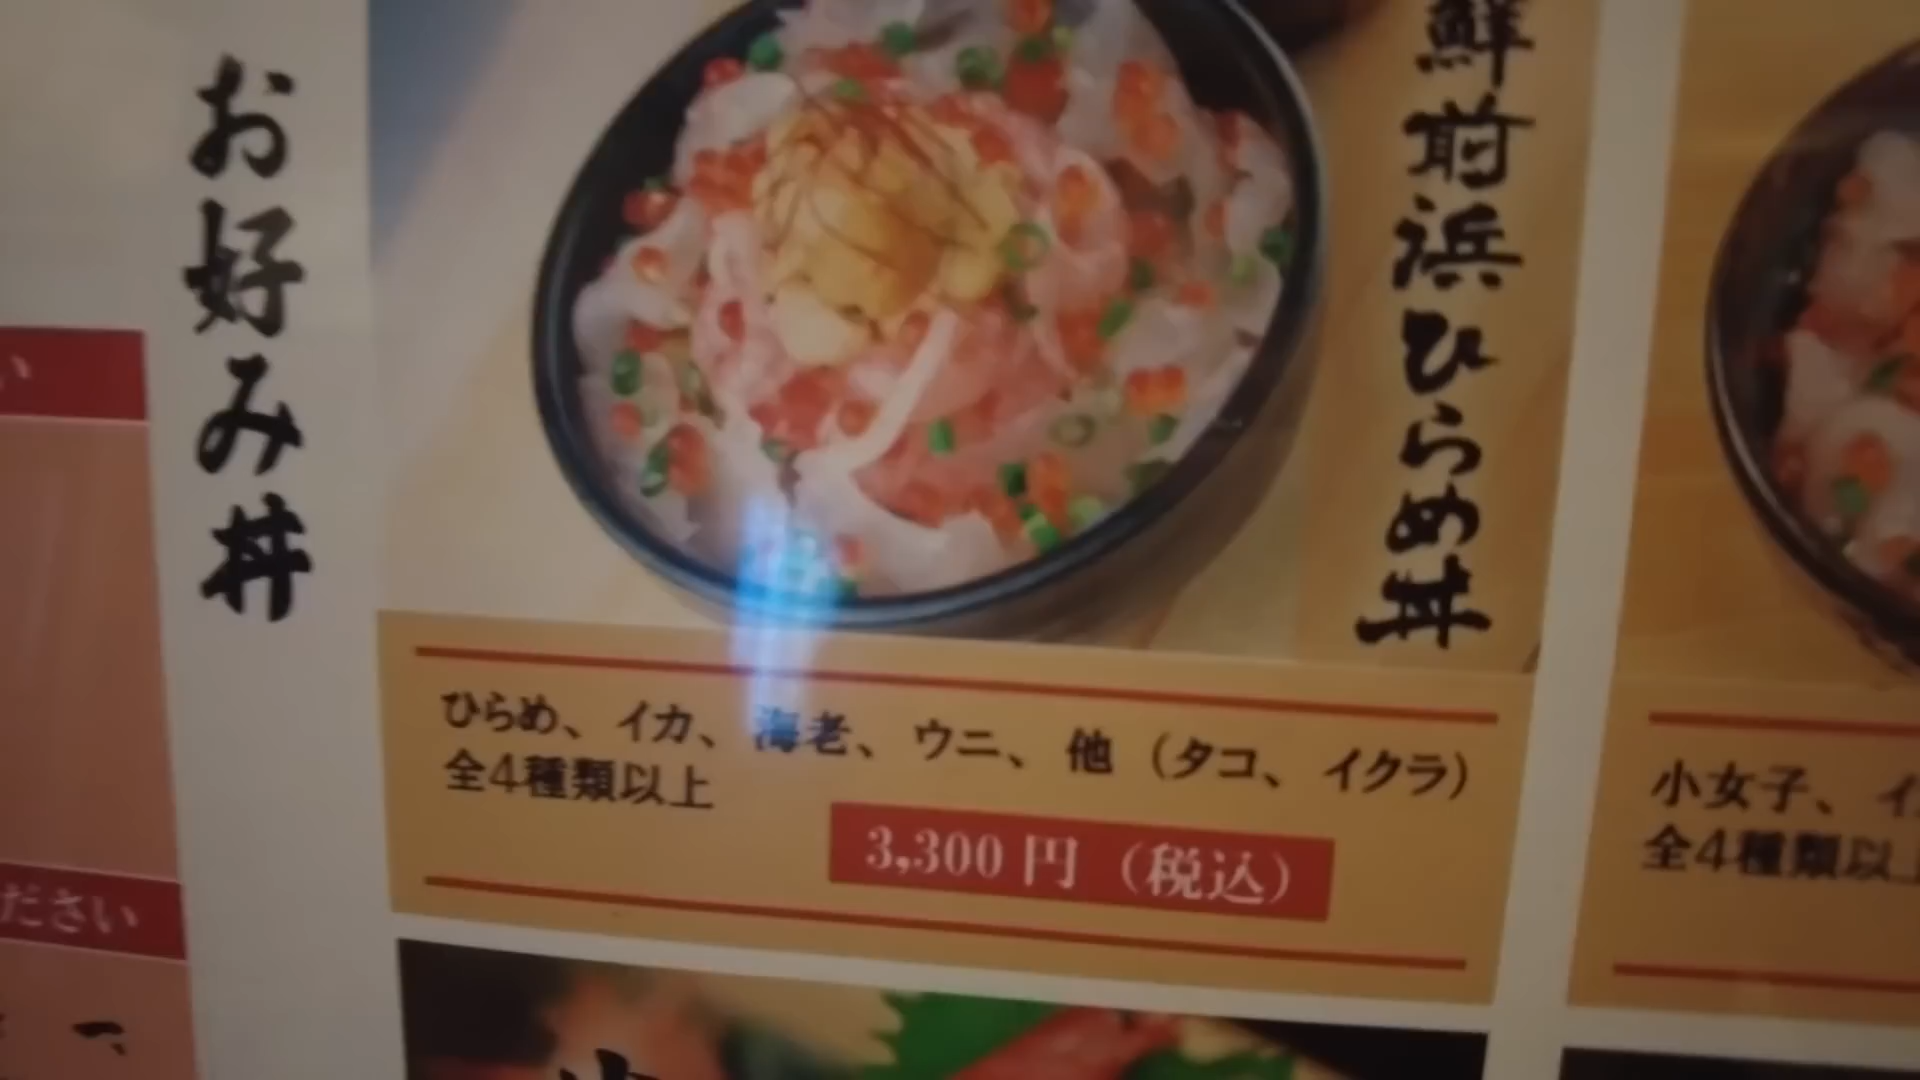 お好み丼
鮮前浜ひらめ丼
ひらめ、イカ、海老、ウニ、他（タコ、イクラ）
全4種類以上
3,300円（税込）
小女子、イ
全4種類以上
い
ださい